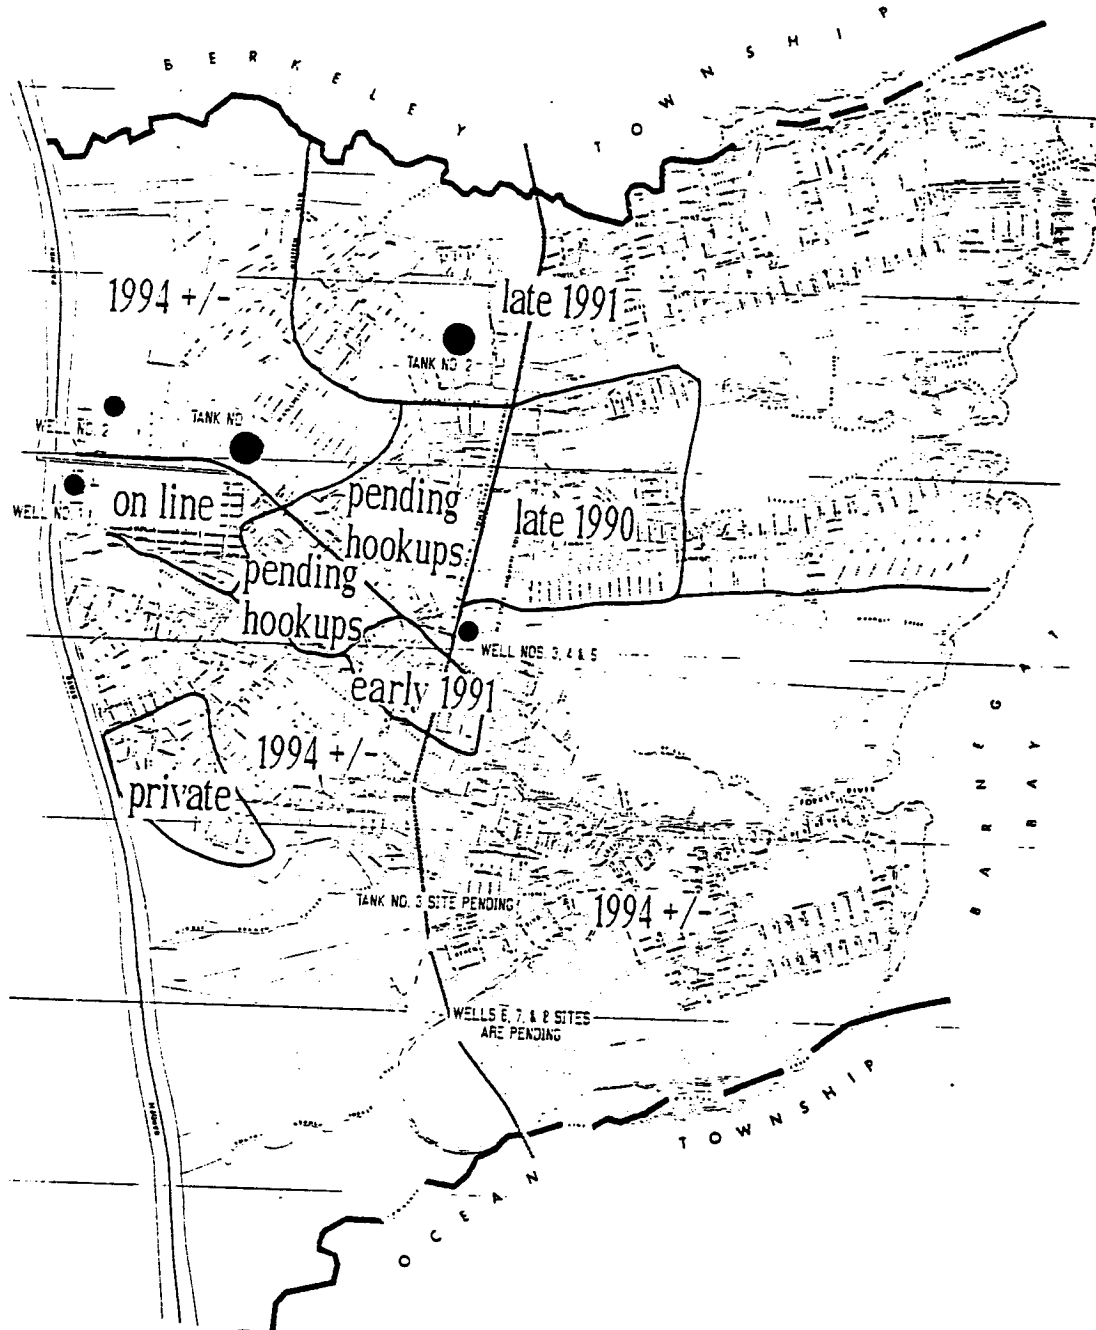 BERKELEY TOWNSHIP
1994 +/-
late 1991
TANK NO 2
WELL NO. 2
TANK NO
WELL NO. 1
on line
pending
hookups
late 1990
pending
hookups
WELL NOS. 3, 4 & 5
early 1991
1994 +/-
private
BARNEGAT BAY
FOREST RIVER
TANK NO. 3 SITE PENDING
1994 +/-
WELLS 6, 7, & 8 SITES
ARE PENDING
OCEAN TOWNSHIP